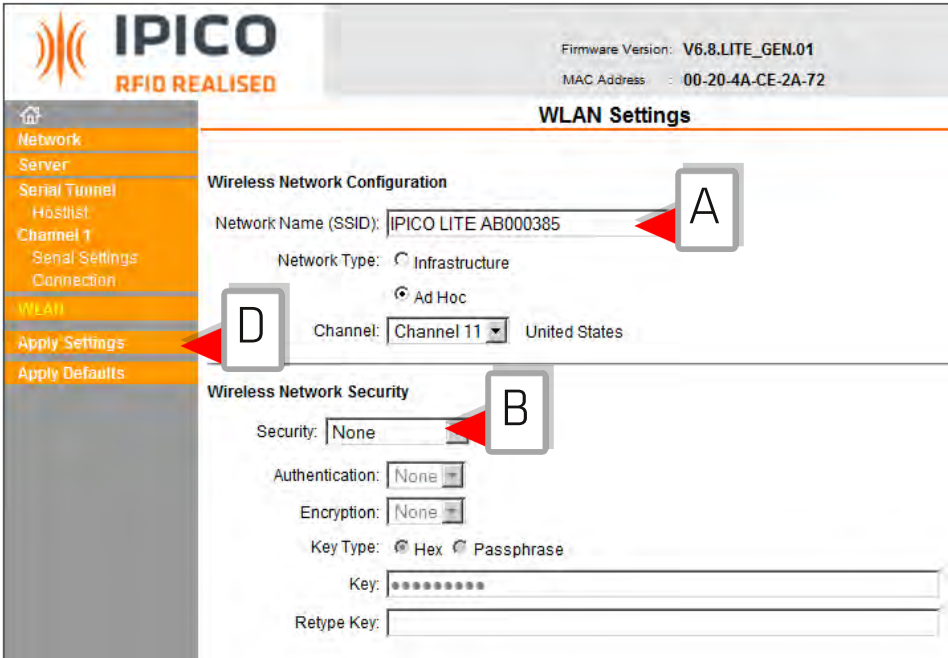 IPICO
RFID REALISED
Firmware Version: V6.8.LITE_GEN.01
MAC Address : 00-20-4A-CE-2A-72
WLAN Settings
Network
Server
Serial Tunnel
Hostlist
Channel 1
Serial Settings
Connection
WLAN
Apply Settings
Apply Defaults
D
Wireless Network Configuration
Network Name (SSID): IPICO LITE AB000385
A
Network Type: Infrastructure
Ad Hoc
Channel: Channel 11 United States
Wireless Network Security
Security: None
B
Authentication: None
Encryption: None
Key Type: Hex Passphrase
Key: •••••••••
Retype Key: